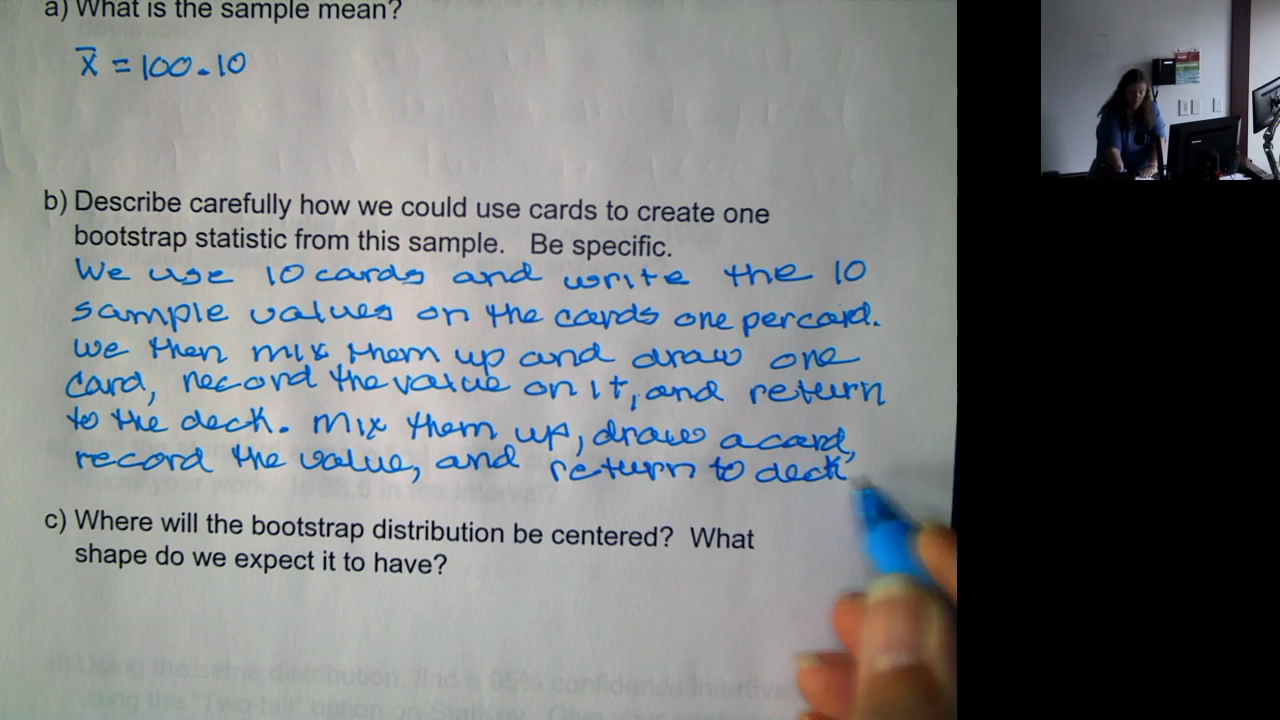 a) What is the sample mean?
x̄ = 100.10
b) Describe carefully how we could use cards to create one
bootstrap statistic from this sample. Be specific.
We use 10 cards and write the 10
sample values on the cards one per card.
We then mix them up and draw one
card, record the value on it, and return
to the deck. Mix them up, draw a card,
record the value, and return to deck
c) Where will the bootstrap distribution be centered? What
shape do we expect it to have?